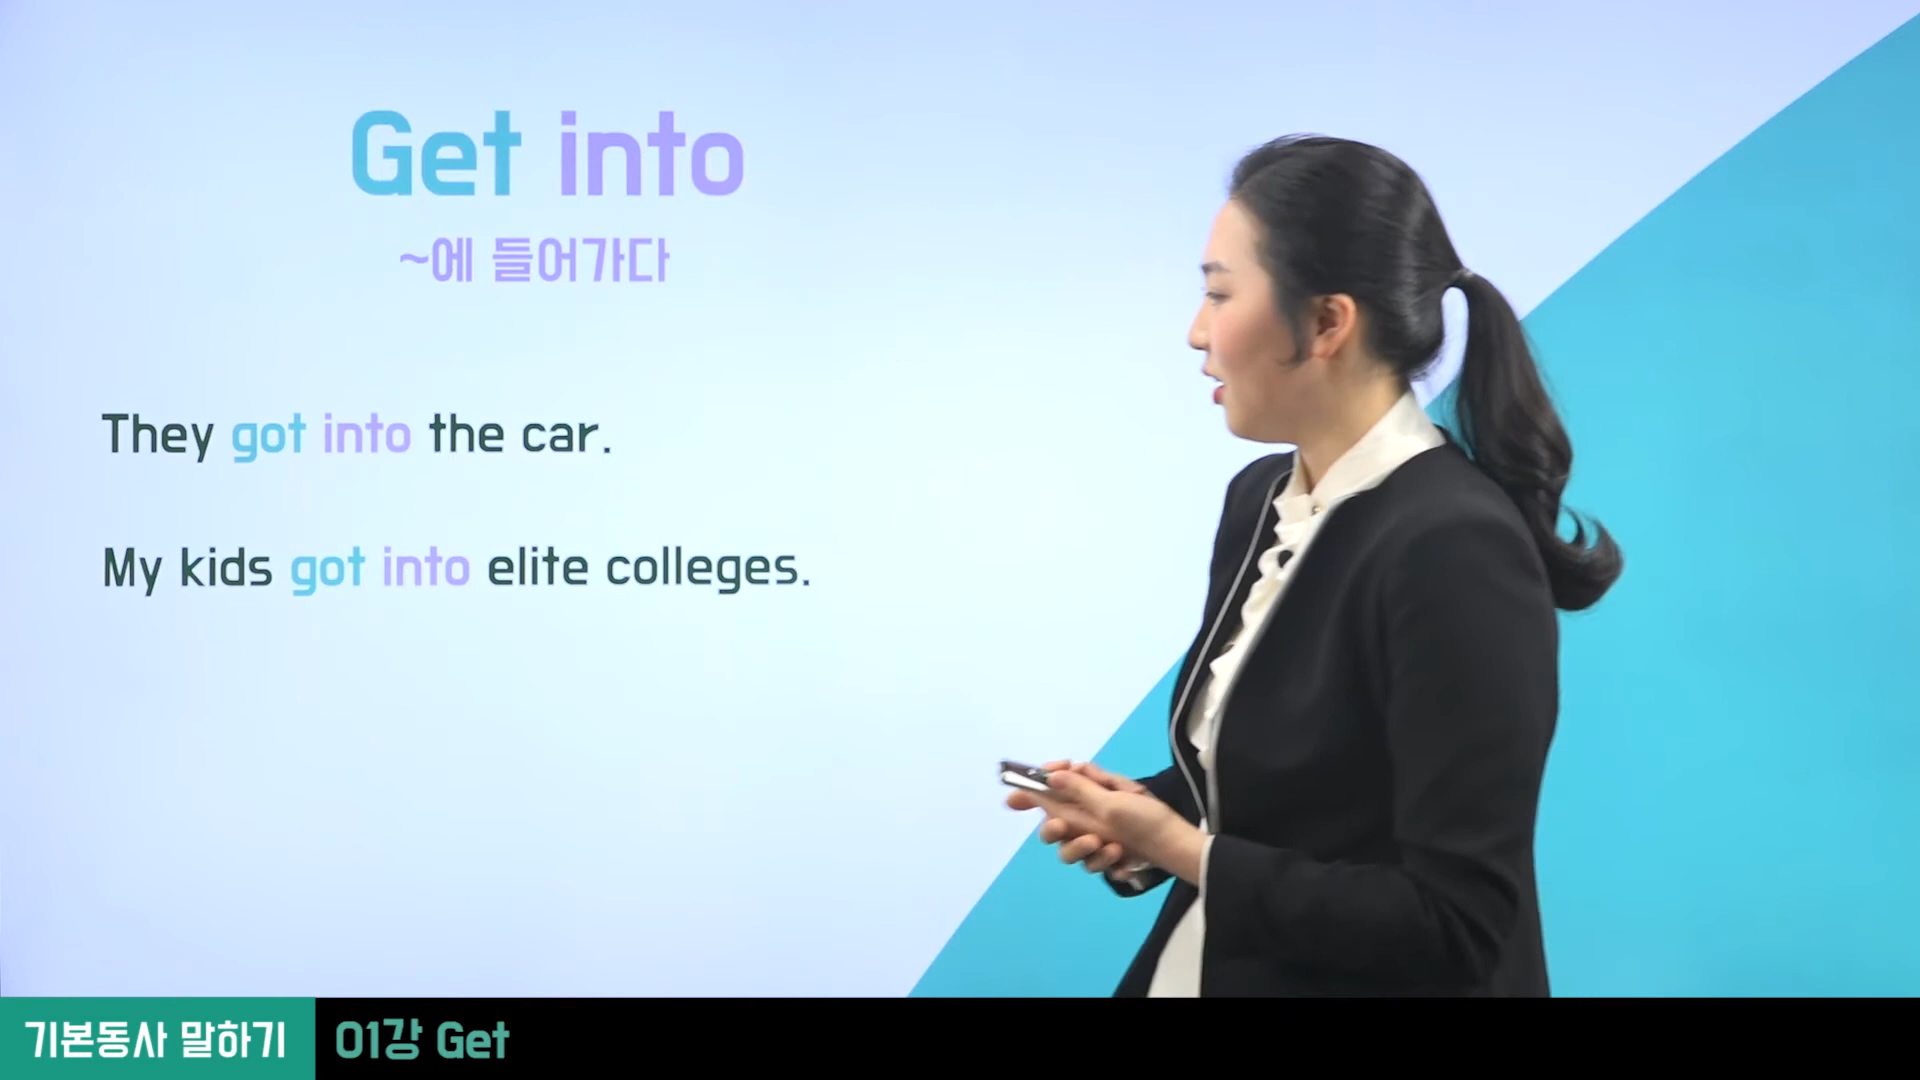 Get into
~에 들어가다
They got into the car.
My kids got into elite colleges.
기본동사 말하기
01강 Get